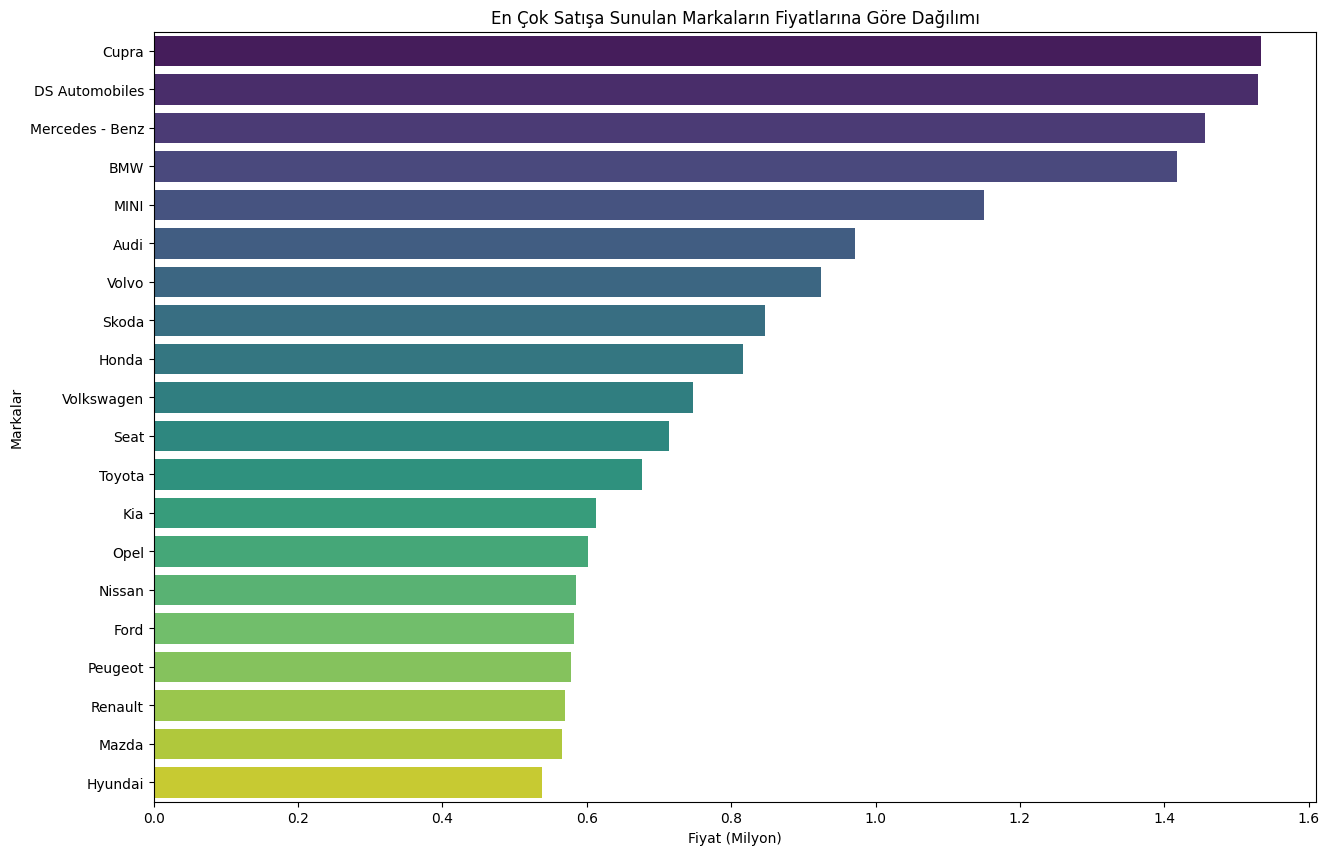 En Çok Satışa Sunulan Markaların Fiyatlarına Göre Dağılımı
Markalar
Cupra
DS Automobiles
Mercedes - Benz
BMW
MINI
Audi
Volvo
Skoda
Honda
Volkswagen
Seat
Toyota
Kia
Opel
Nissan
Ford
Peugeot
Renault
Mazda
Hyundai
0.0 0.2 0.4 0.6 0.8 1.0 1.2 1.4 1.6
Fiyat (Milyon)